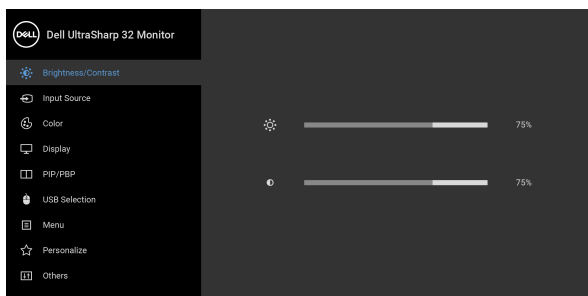 DELL Dell UltraSharp 32 Monitor
Brightness/Contrast
Input Source
Color
75%
Display
PIP/PBP
75%
USB Selection
Menu
Personalize
Others